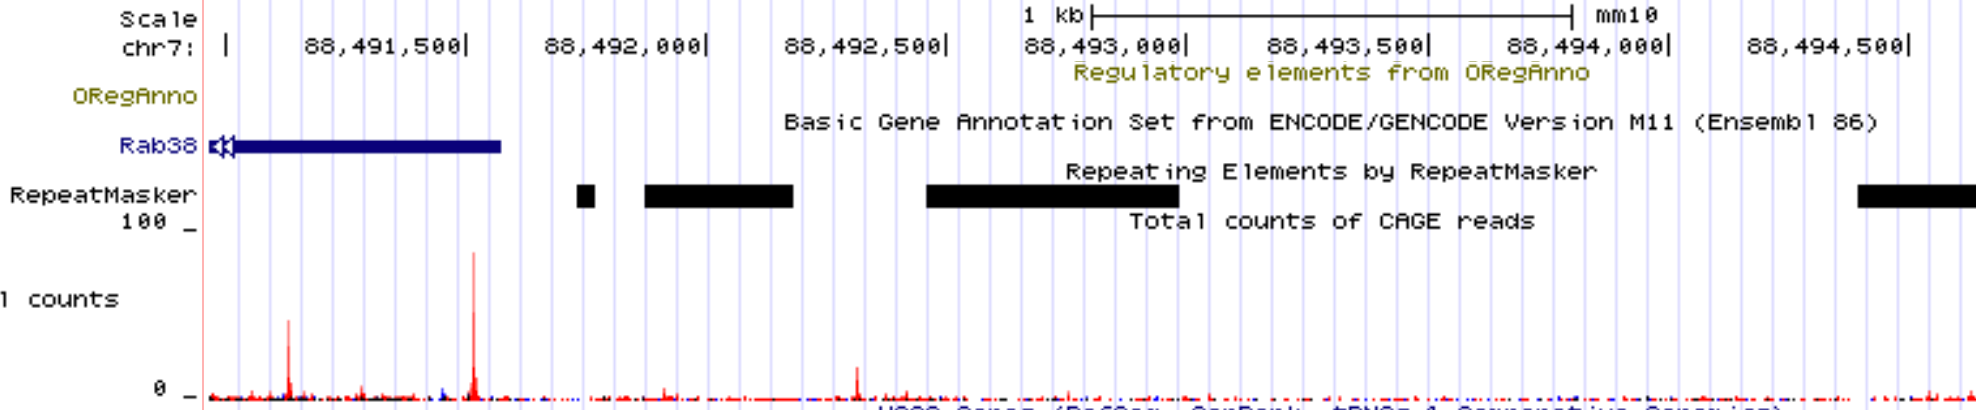 Scale 1 kb mm10
chr7: 88,491,500 88,492,000 88,492,500 88,493,000 88,493,500 88,494,000 88,494,500
Regulatory elements from ORegAnno
ORegAnno
Basic Gene Annotation Set from ENCODE/GENCODE Version M11 (Ensembl 86)
Rab38
Repeating Elements by RepeatMasker
RepeatMasker
Total counts of CAGE reads
100 _
l counts
0 _